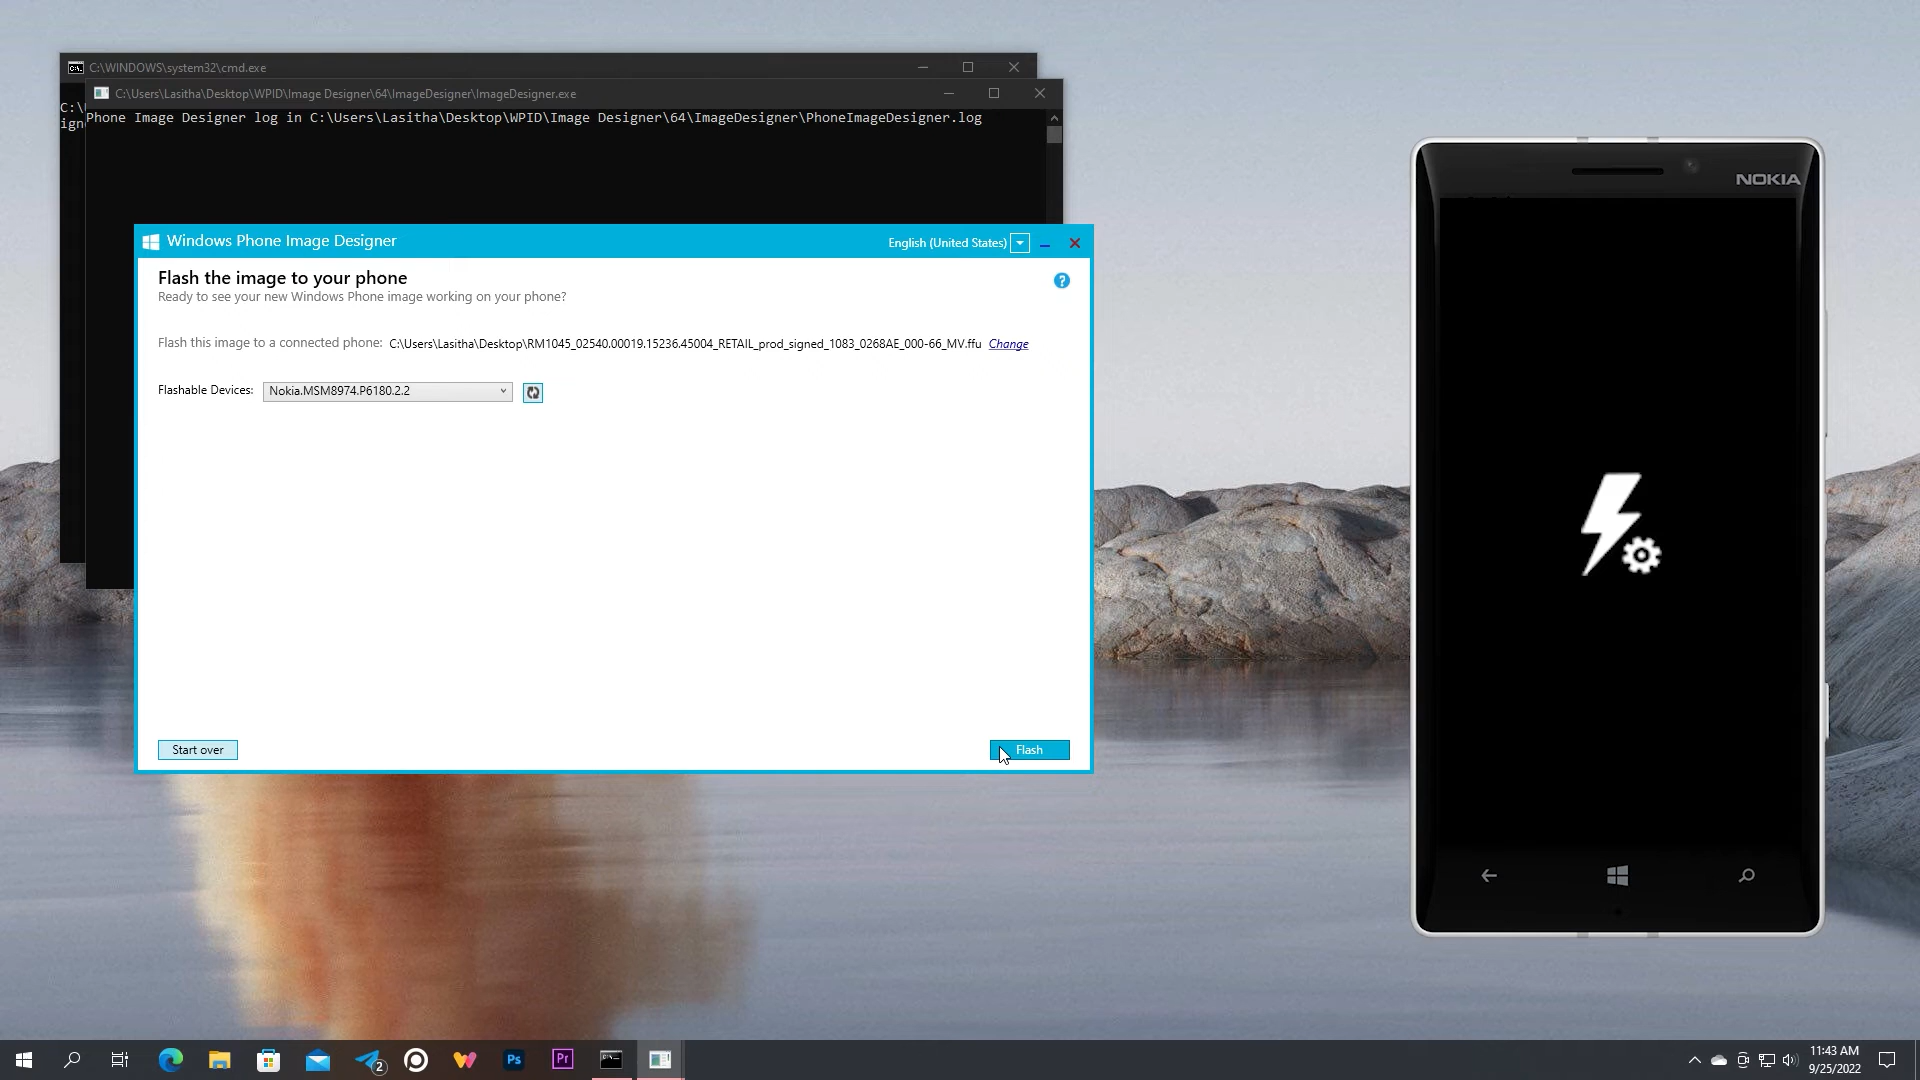 C:\WINDOWS\system32\cmd.exe
C:\Users\Lasitha\Desktop\WPID\Image Designer\64\ImageDesigner\ImageDesigner.exe
C:\
ign
Phone Image Designer log in C:\Users\Lasitha\Desktop\WPID\Image Designer\64\ImageDesigner\PhoneImageDesigner.log
NOKIA
Windows Phone Image Designer
English (United States)
Flash the image to your phone
Ready to see your new Windows Phone image working on your phone?
Flash this image to a connected phone: C:\Users\Lasitha\Desktop\RM1045_02540.00019.15236.45004_RETAIL_prod_signed_1083_0268AE_000-66_MV.ffu Change
Flashable Devices: Nokia.MSM8974.P6180.2.2
Start over
Flash
2
Ps
Pr
11:43 AM
9/25/2022